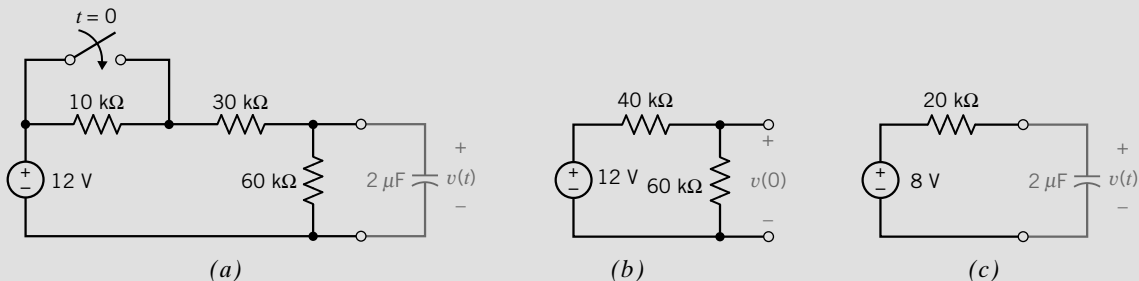 t = 0
10 kΩ
30 kΩ
12 V
60 kΩ
2 μF
+
v(t)
–
(a)
40 kΩ
12 V
60 kΩ
+
v(0)
–
(b)
20 kΩ
8 V
2 μF
+
v(t)
–
(c)